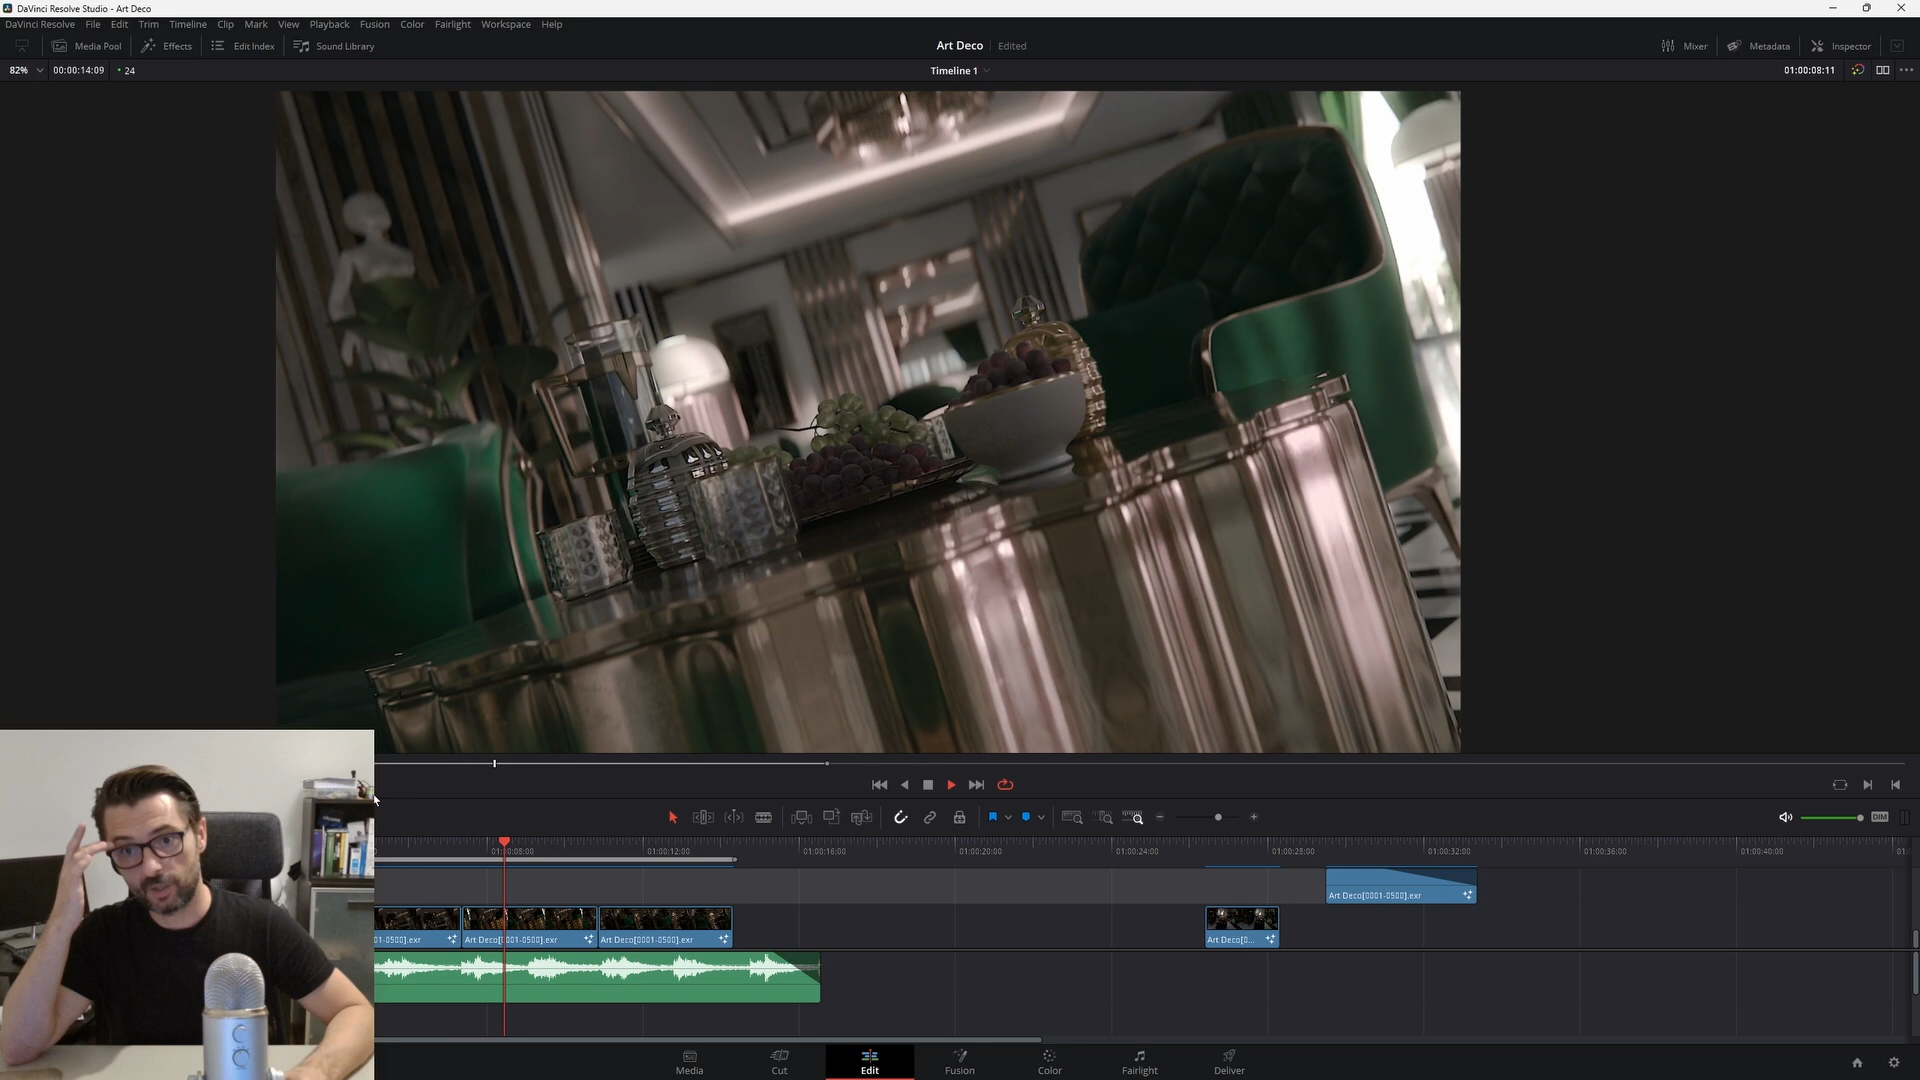 DaVinci Resolve Studio - Art Deco
DaVinci Resolve File Edit Trim Timeline Clip Mark View Playback Fusion Color Fairlight Workspace Help
Media Pool Effects Edit Index Sound Library Art Deco Edited Mixer Metadata Inspector
82% 00:00:14:09 24 Timeline 1 01:00:08:11
DIM
01:00:08:00 01:00:12:00 01:00:16:00 01:00:20:00 01:00:24:00 01:00:28:00 01:00:32:00 01:00:36:00 01:00:40:00
Art Deco[0001-0500].exr
01-0500].exr Art Deco[0001-0500].exr Art Deco[0001-0500].exr Art Deco[0...
Media Cut Edit Fusion Color Fairlight Deliver